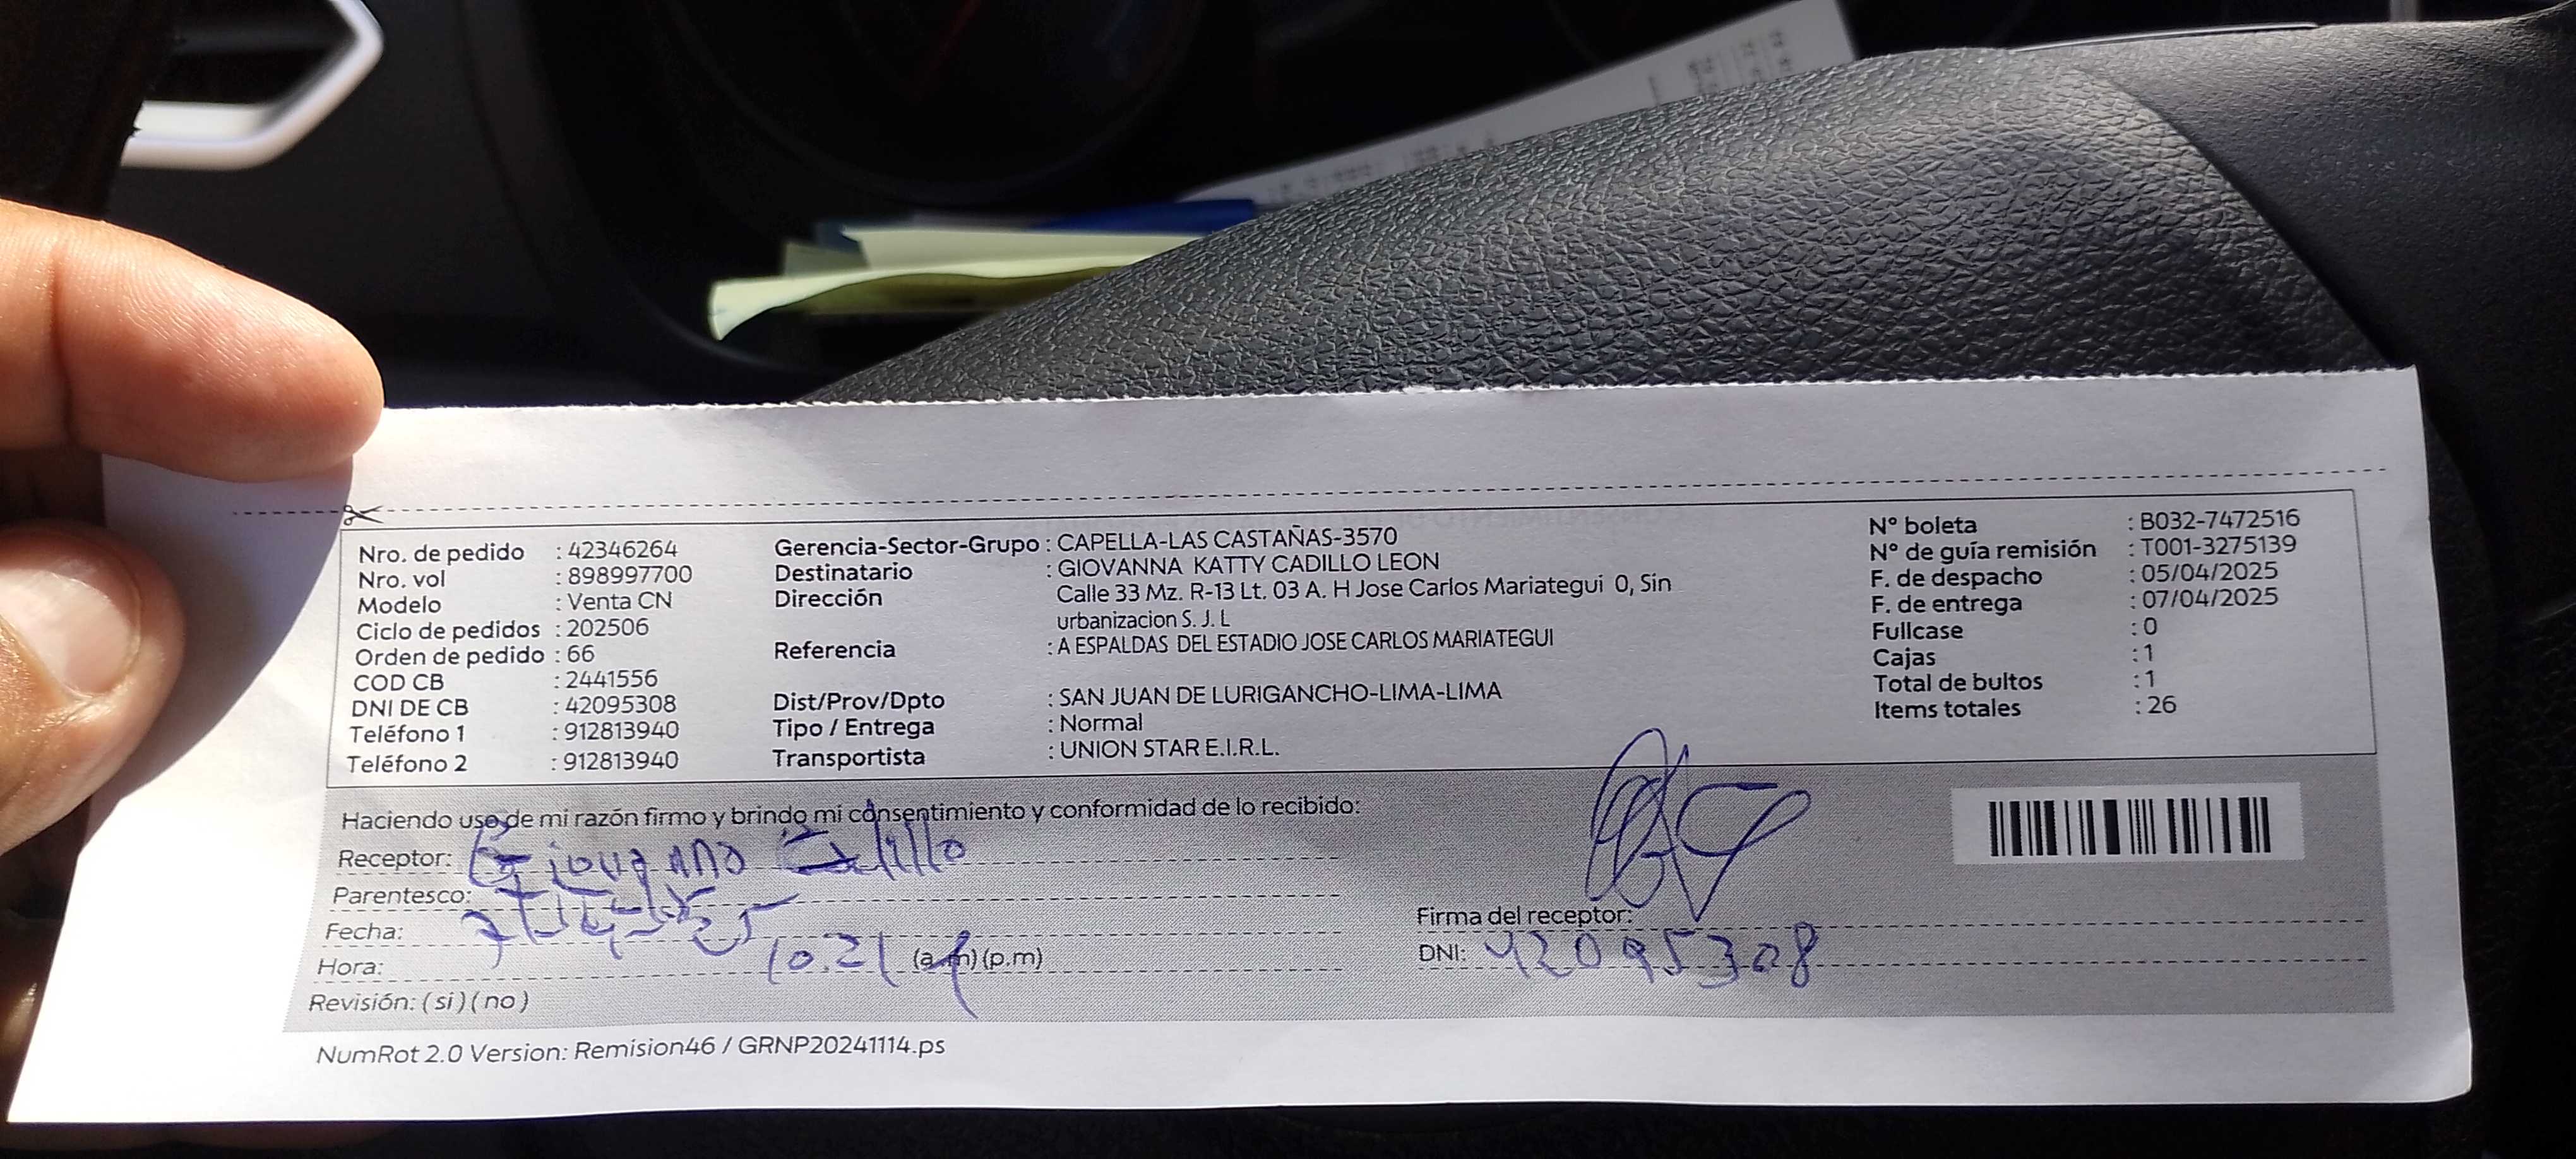 Nro. de pedido : 42346264
Nro. vol : 898997700
Modelo : Venta CN
Ciclo de pedidos : 202506
Orden de pedido : 66
COD CB : 2441556
DNI DE CB : 42095308
Teléfono 1 : 912813940
Teléfono 2 : 912813940
Gerencia-Sector-Grupo : CAPELLA-LAS CASTAÑAS-3570
Destinatario : GIOVANNA KATTY CADILLO LEON
Dirección Calle 33 Mz. R-13 Lt. 03 A. H Jose Carlos Mariategui 0, Sin
urbanizacion S. J. L
Referencia : A ESPALDAS DEL ESTADIO JOSE CARLOS MARIATEGUI
Dist/Prov/Dpto : SAN JUAN DE LURIGANCHO-LIMA-LIMA
Tipo / Entrega : Normal
Transportista : UNION STAR E.I.R.L.
N° boleta : B032-7472516
N° de guía remisión : T001-3275139
F. de despacho : 05/04/2025
F. de entrega : 07/04/2025
Fullcase : 0
Cajas : 1
Total de bultos : 1
Items totales : 26
Haciendo uso de mi razón firmo y brindo mi consentimiento y conformidad de lo recibido:
Receptor: Giovanna Cadillo
Parentesco:
Fecha:
Hora: 10.21 (a.m) (p.m)
Revisión: (si) (no)
Firma del receptor:
DNI: 42095308
NumRot 2.0 Version: Remision46 / GRNP20241114.ps